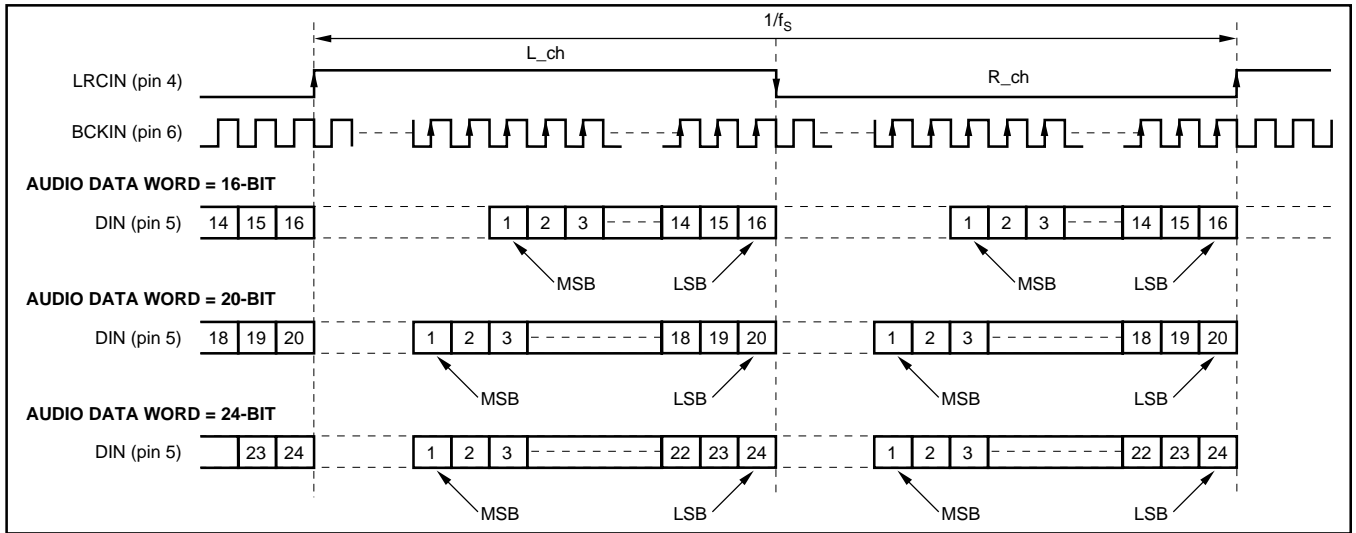 1/fS
L_ch
LRCIN (pin 4)
R_ch
BCKIN (pin 6)
AUDIO DATA WORD = 16-BIT
DIN (pin 5) 14 15 16 1 2 3 14 15 16 1 2 3 14 15 16
MSB LSB MSB LSB
AUDIO DATA WORD = 20-BIT
DIN (pin 5) 18 19 20 1 2 3 18 19 20 1 2 3 18 19 20
MSB LSB MSB LSB
AUDIO DATA WORD = 24-BIT
DIN (pin 5) 23 24 1 2 3 22 23 24 1 2 3 22 23 24
MSB LSB MSB LSB